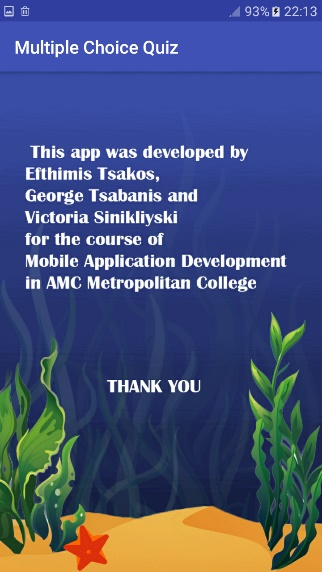 93% 22:13
Multiple Choice Quiz
This app was developed by
Efthimis Tsakos,
George Tsabanis and
Victoria Sinikliyski
for the course of
Mobile Application Development
in AMC Metropolitan College
THANK YOU